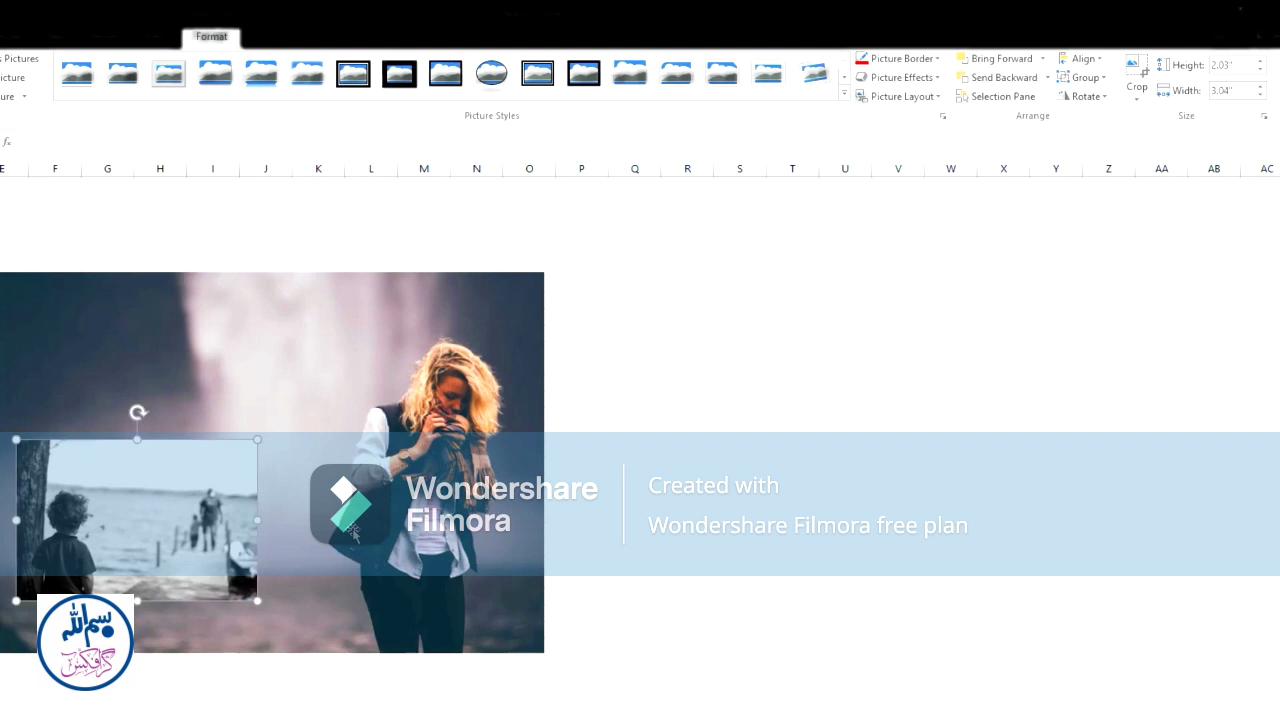 Format
s Pictures
icture
ure
Picture Border
Picture Effects
Picture Layout
Bring Forward
Send Backward
Selection Pane
Align
Group
Rotate
Crop
Height: 2.03"
Width: 3.04"
Picture Styles
Arrange
Size
fx
E F G H I J K L M N O P Q R S T U V W X Y Z AA AB AC
Wondershare
Filmora
Created with
Wondershare Filmora free plan
بسم الله
گرافکس